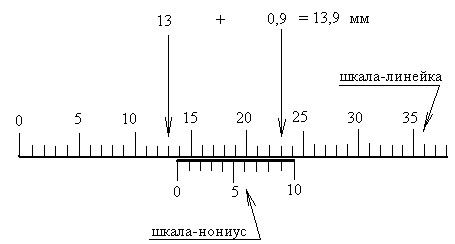 13 + 0,9 = 13,9 мм
шкала-линейка
0 5 10 15 20 25 30 35
0 5 10
шкала-нониус